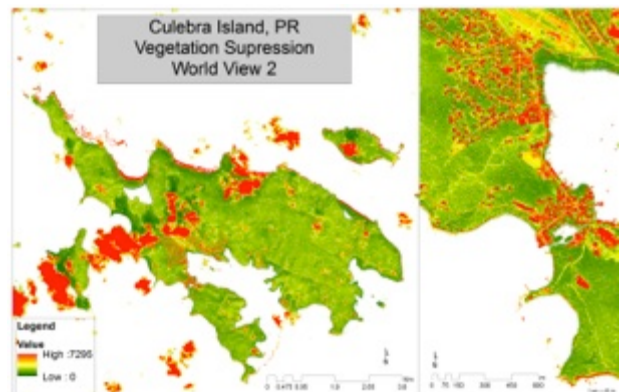 Culebra Island, PR
Vegetation Supression
World View 2
Legend
Value
High :7295
Low : 0